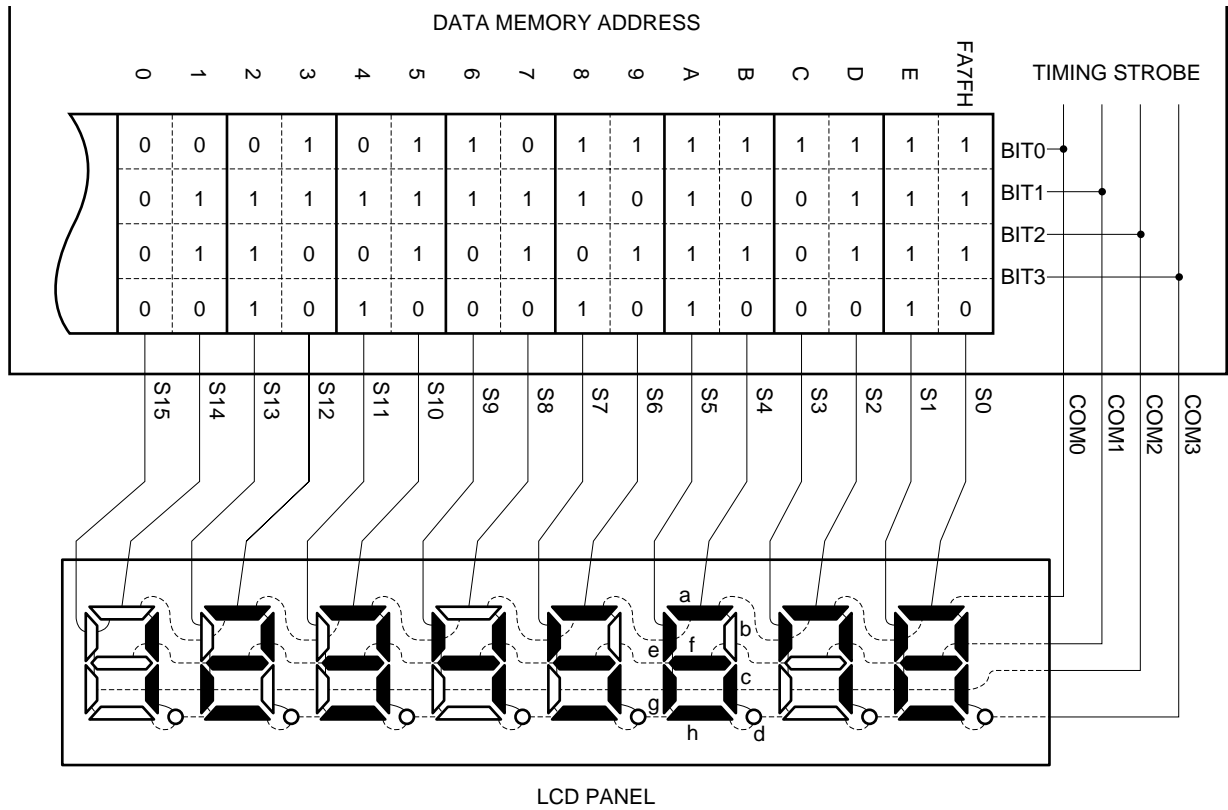 DATA MEMORY ADDRESS
0 1 2 3 4 5 6 7 8 9 A B C D E FA7FH
TIMING STROBE
0 0 0 1 0 1 1 0 1 1 1 1 1 1 1 1 BIT0
0 1 1 1 1 1 1 1 1 0 1 0 0 1 1 1 BIT1
0 1 1 0 0 1 0 1 0 1 1 1 0 1 1 1 BIT2
0 0 1 0 1 0 0 0 1 0 1 0 0 0 1 0 BIT3
S15 S14 S13 S12 S11 S10 S9 S8 S7 S6 S5 S4 S3 S2 S1 S0 COM0 COM1 COM2 COM3
a
b
e f
c
g
h d
LCD PANEL